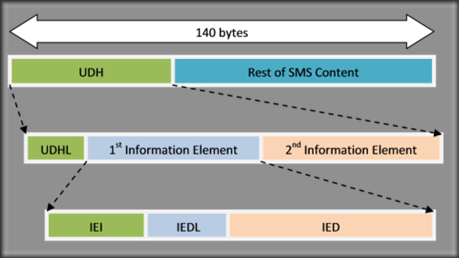 140 bytes
UDH Rest of SMS Content
UDHL 1st Information Element 2nd Information Element
IEI IEDL IED